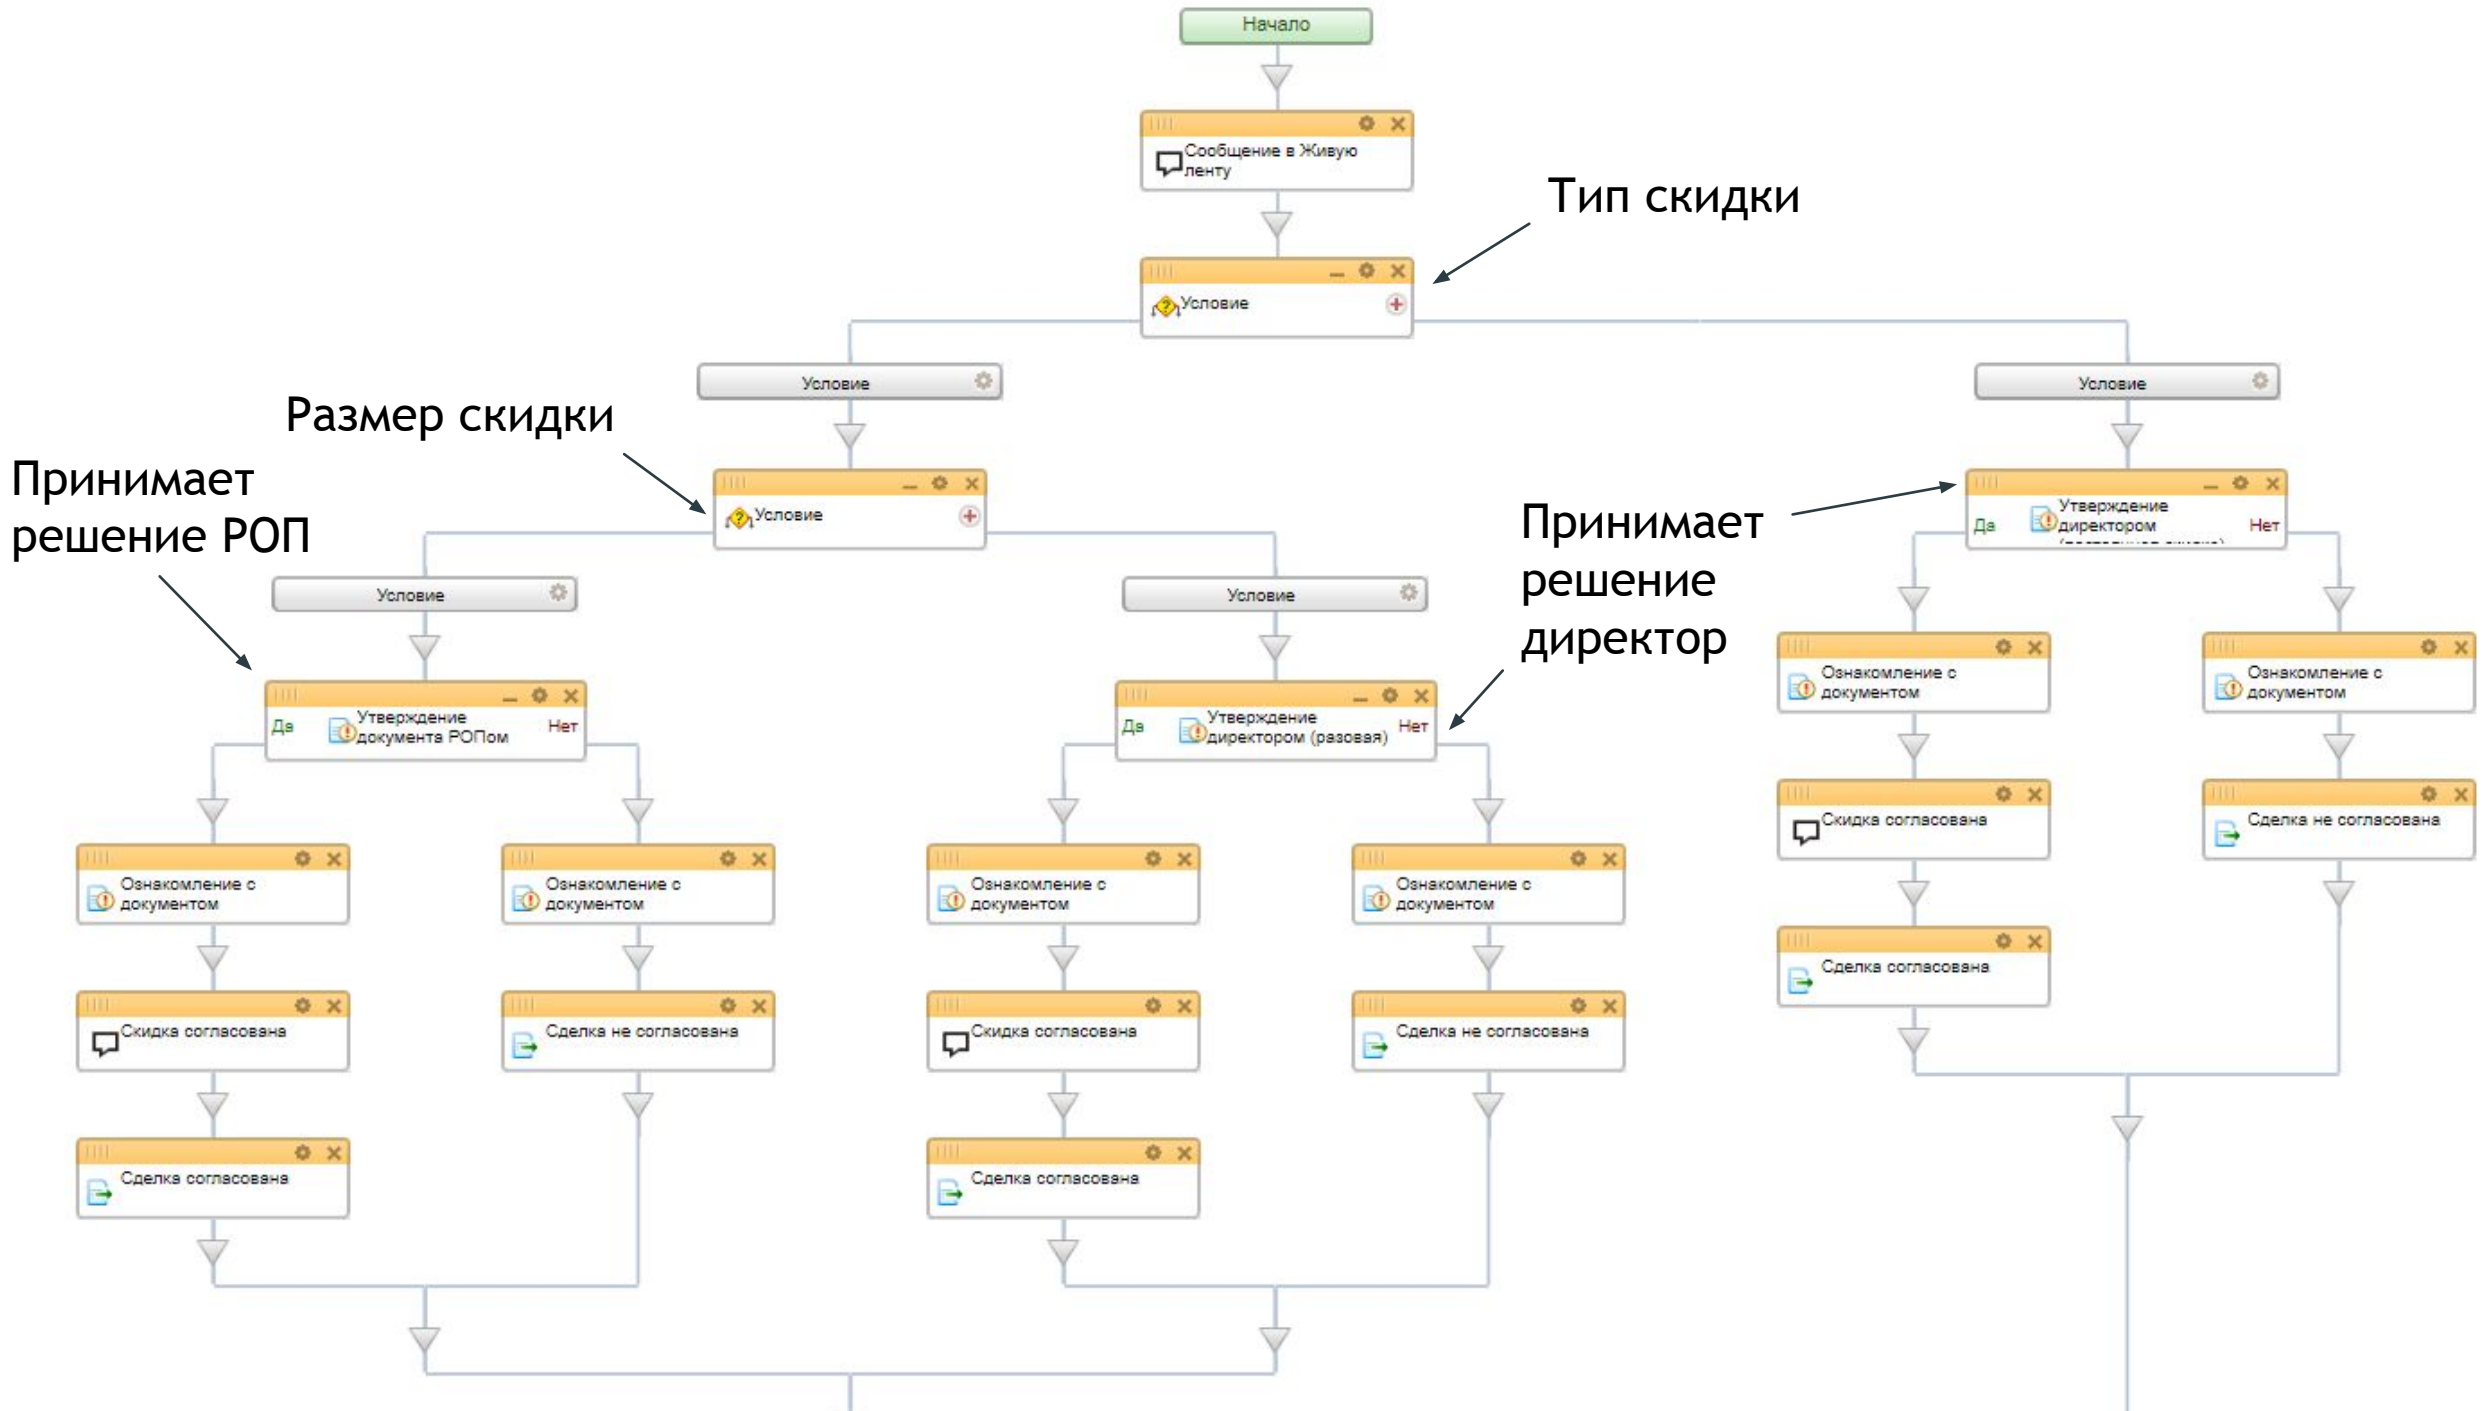 Начало
Сообщение в Живую
ленту
Тип скидки
Условие
Условие
Условие
Размер скидки
Принимает
решение РОП
Условие
Принимает
решение
директор
Да
Утверждение
директором
Нет
Условие
Условие
Да
Утверждение
документа РОПом
Нет
Да
Утверждение
директором (разовая)
Нет
Ознакомление с
документом
Ознакомление с
документом
Скидка согласована
Сделка не согласована
Сделка согласована
Ознакомление с
документом
Ознакомление с
документом
Ознакомление с
документом
Ознакомление с
документом
Скидка согласована
Сделка не согласована
Скидка согласована
Сделка не согласована
Сделка согласована
Сделка согласована